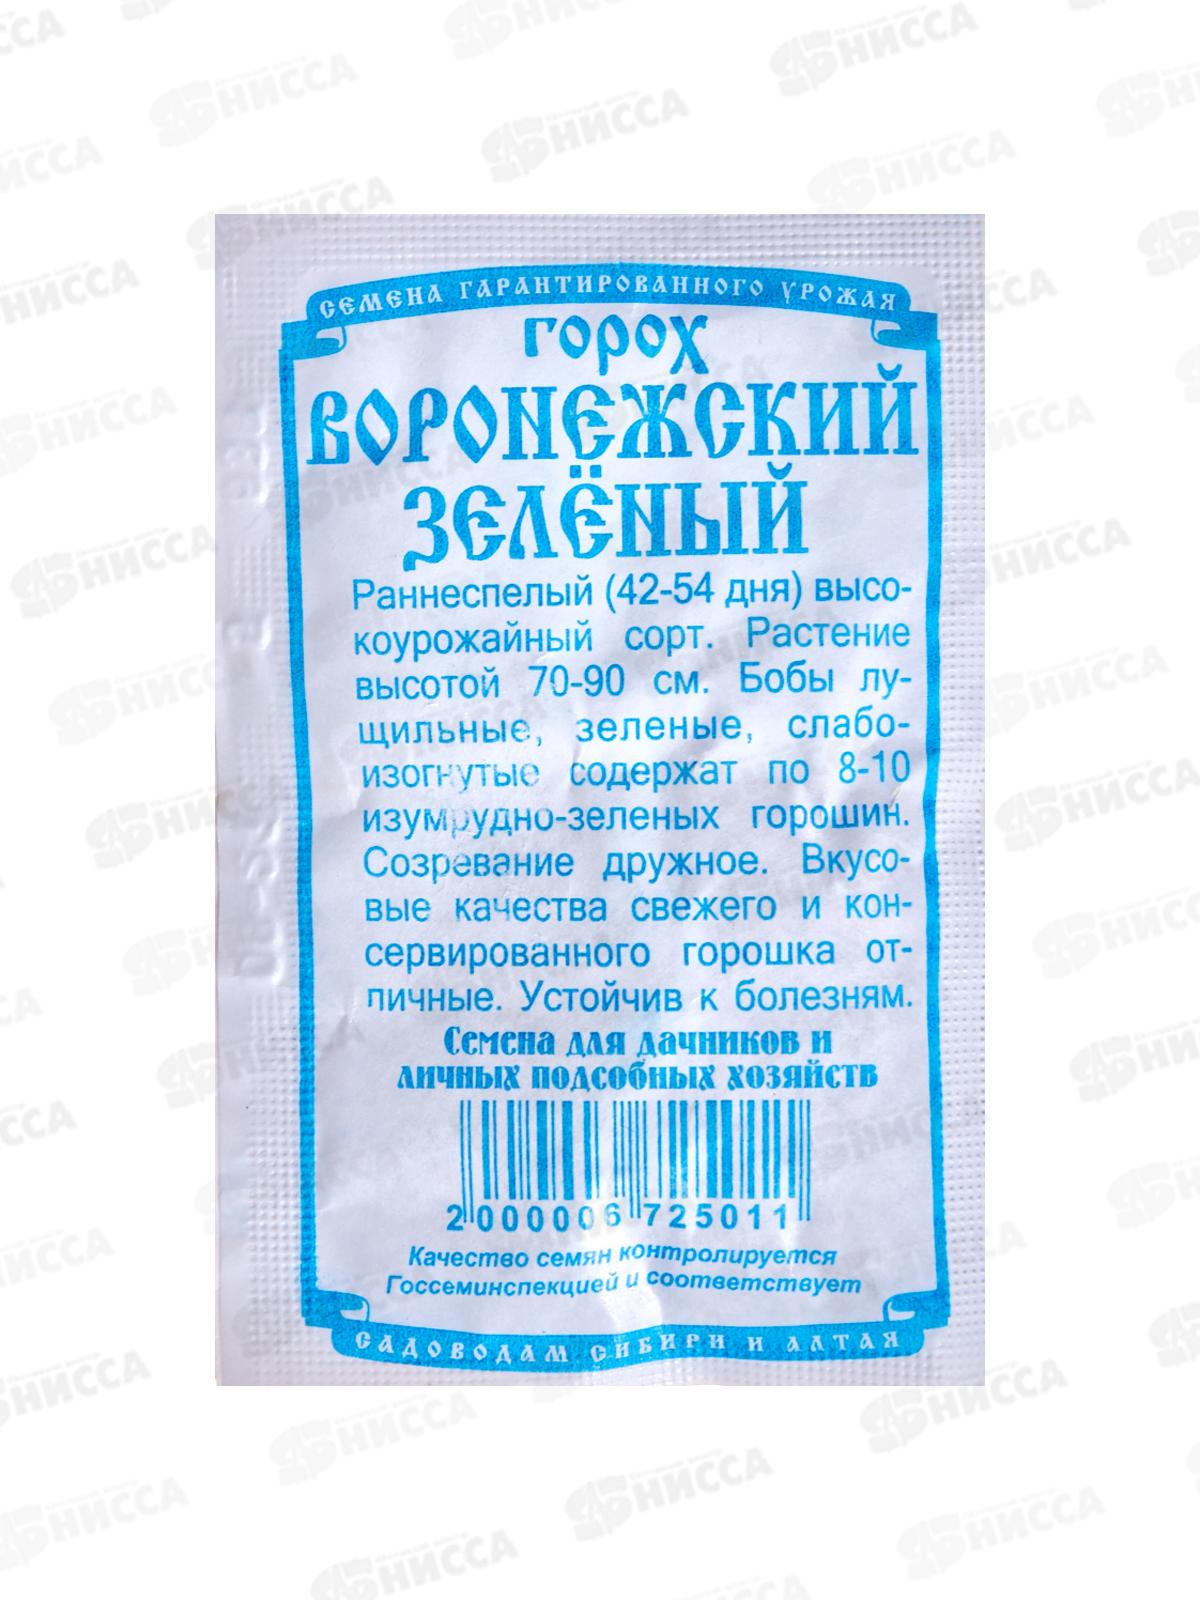 СЕМЕНА ГАРАНТИРОВАННОГО УРОЖАЯ
ГОРОХ
ВОРОНЕЖСКИЙ
ЗЕЛЁНЫЙ
Раннеспелый (42-54 дня) высо-
коурожайный сорт. Растение
высотой 70-90 см. Бобы лу-
щильные, зеленые, слабо-
изогнутые содержат по 8-10
изумрудно-зеленых горошин.
Созревание дружное. Вкусо-
вые качества свежего и кон-
сервированного горошка от-
личные. Устойчив к болезням.
Семена для дачников и
личных подсобных хозяйств
2 000006 725011
Качество семян контролируется
Госсеминспекцией и соответствует
САДОВОДАМ СИБИРИ И АЛТАЯ